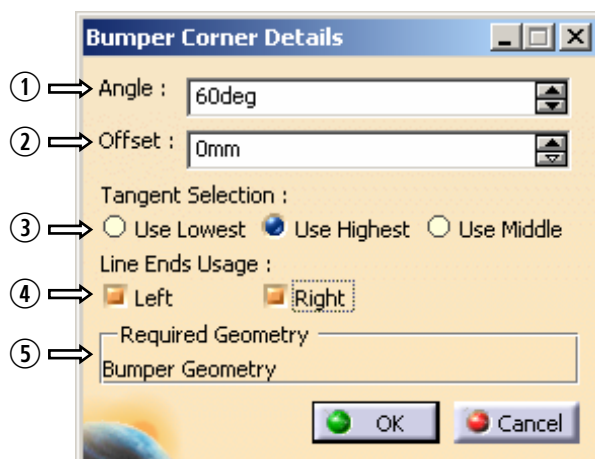 Bumper Corner Details
① Angle : 60deg
② Offset : 0mm
Tangent Selection :
③ Use Lowest Use Highest Use Middle
Line Ends Usage :
④ Left Right
Required Geometry
⑤ Bumper Geometry
OK Cancel